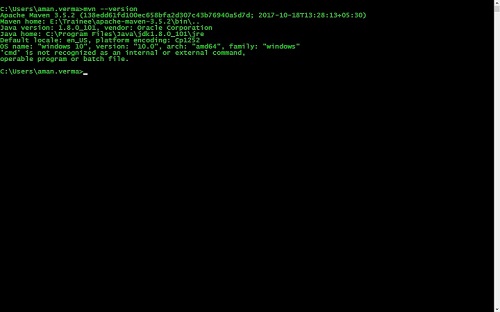 C:\Users\aman.verma>mvn --version
Apache Maven 3.5.2 (138edd61fd100ec658bfa2d307c43b76940a5d7d; 2017-10-18T13:28:13+05:30)
Maven home: E:\Trainee\apache-maven-3.5.2\bin\..
Java version: 1.8.0_101, vendor: Oracle Corporation
Java home: C:\Program Files\Java\jdk1.8.0_101\jre
Default locale: en_US, platform encoding: Cp1252
OS name: "windows 10", version: "10.0", arch: "amd64", family: "windows"
'cmd' is not recognized as an internal or external command,
operable program or batch file.
C:\Users\aman.verma>